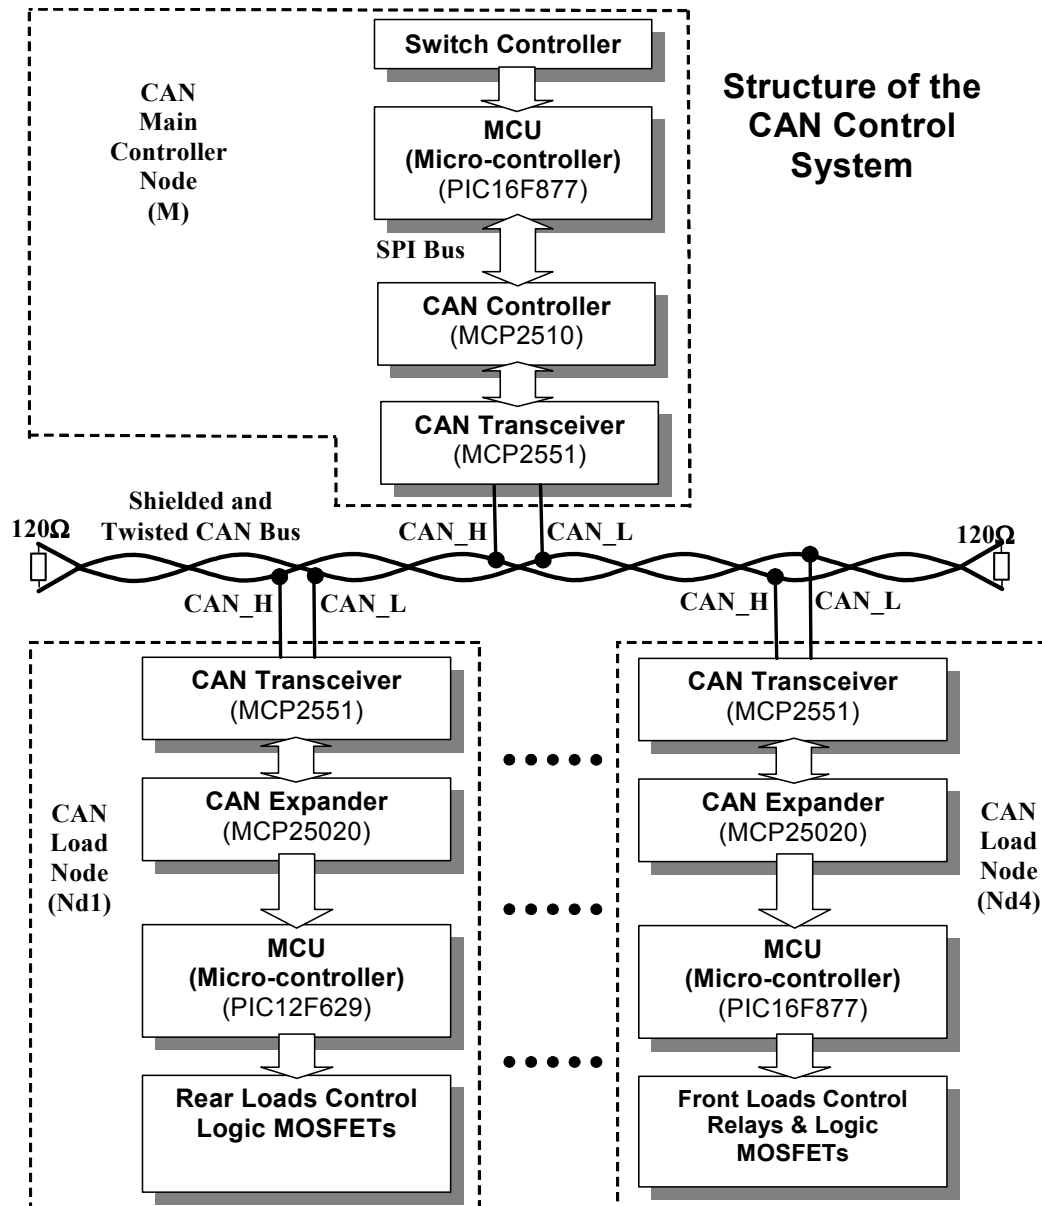 Switch Controller
Structure of the
CAN Control
System
CAN
Main
Controller
Node
(M)
MCU
(Micro-controller)
(PIC16F877)
SPI Bus
CAN Controller
(MCP2510)
CAN Transceiver
(MCP2551)
Shielded and
Twisted CAN Bus
120Ω
CAN_H
CAN_L
120Ω
CAN_H
CAN_L
CAN_H
CAN_L
CAN Transceiver
(MCP2551)
CAN Expander
(MCP25020)
CAN
Load
Node
(Nd1)
MCU
(Micro-controller)
(PIC12F629)
Rear Loads Control
Logic MOSFETs
CAN Transceiver
(MCP2551)
CAN Expander
(MCP25020)
CAN
Load
Node
(Nd4)
MCU
(Micro-controller)
(PIC16F877)
Front Loads Control
Relays & Logic
MOSFETs